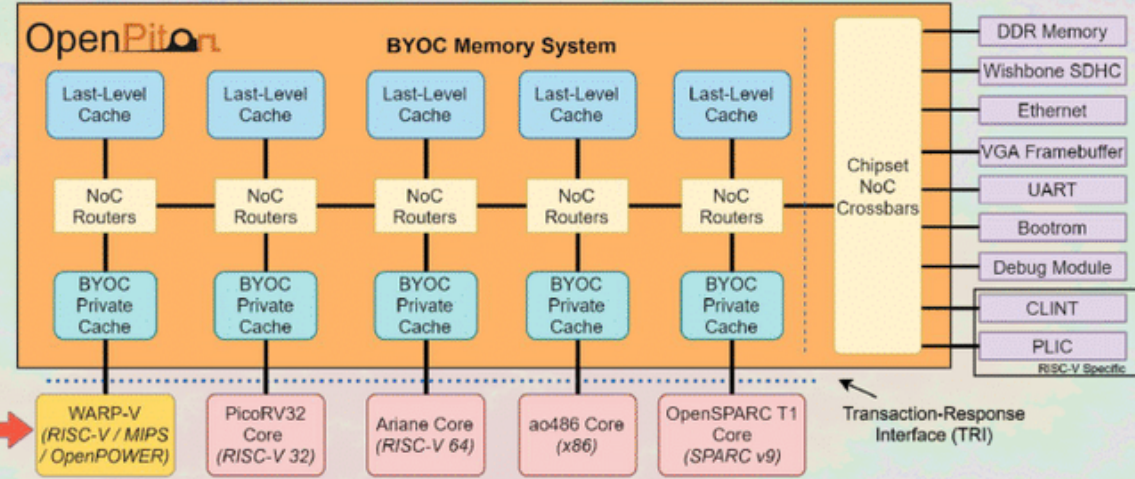 OpenPiton
BYOC Memory System
Last-Level
Cache
Last-Level
Cache
Last-Level
Cache
Last-Level
Cache
Last-Level
Cache
NoC
Routers
NoC
Routers
NoC
Routers
NoC
Routers
NoC
Routers
BYOC
Private
Cache
BYOC
Private
Cache
BYOC
Private
Cache
BYOC
Private
Cache
BYOC
Private
Cache
Chipset
NoC
Crossbars
DDR Memory
Wishbone SDHC
Ethernet
VGA Framebuffer
UART
Bootrom
Debug Module
CLINT
PLIC
RISC-V Specific
WARP-V
(RISC-V / MIPS
/ OpenPOWER)
PicoRV32
Core
(RISC-V 32)
Ariane Core
(RISC-V 64)
ao486 Core
(x86)
OpenSPARC T1
Core
(SPARC v9)
Transaction-Response
Interface (TRI)